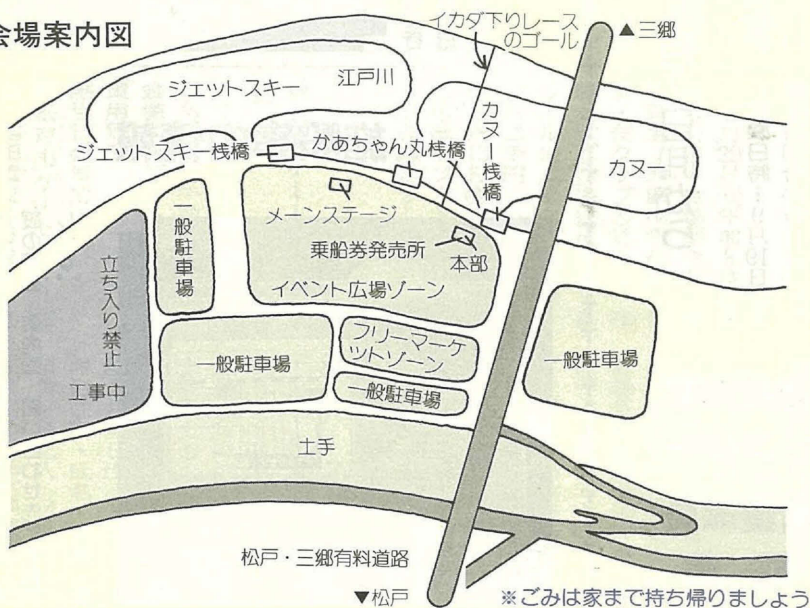 会場案内図
イカダ下りレース
のゴール
▲三郷
ジェットスキー
江戸川
ジェットスキー桟橋
かあちゃん丸桟橋
カヌー桟橋
カヌー
一般駐車場
メーンステージ
乗船券発売所
本部
イベント広場ゾーン
立ち入り禁止
工事中
一般駐車場
フリーマーケ
ットゾーン
一般駐車場
一般駐車場
土手
松戸・三郷有料道路
▼松戸
※ごみは家まで持ち帰りましょう